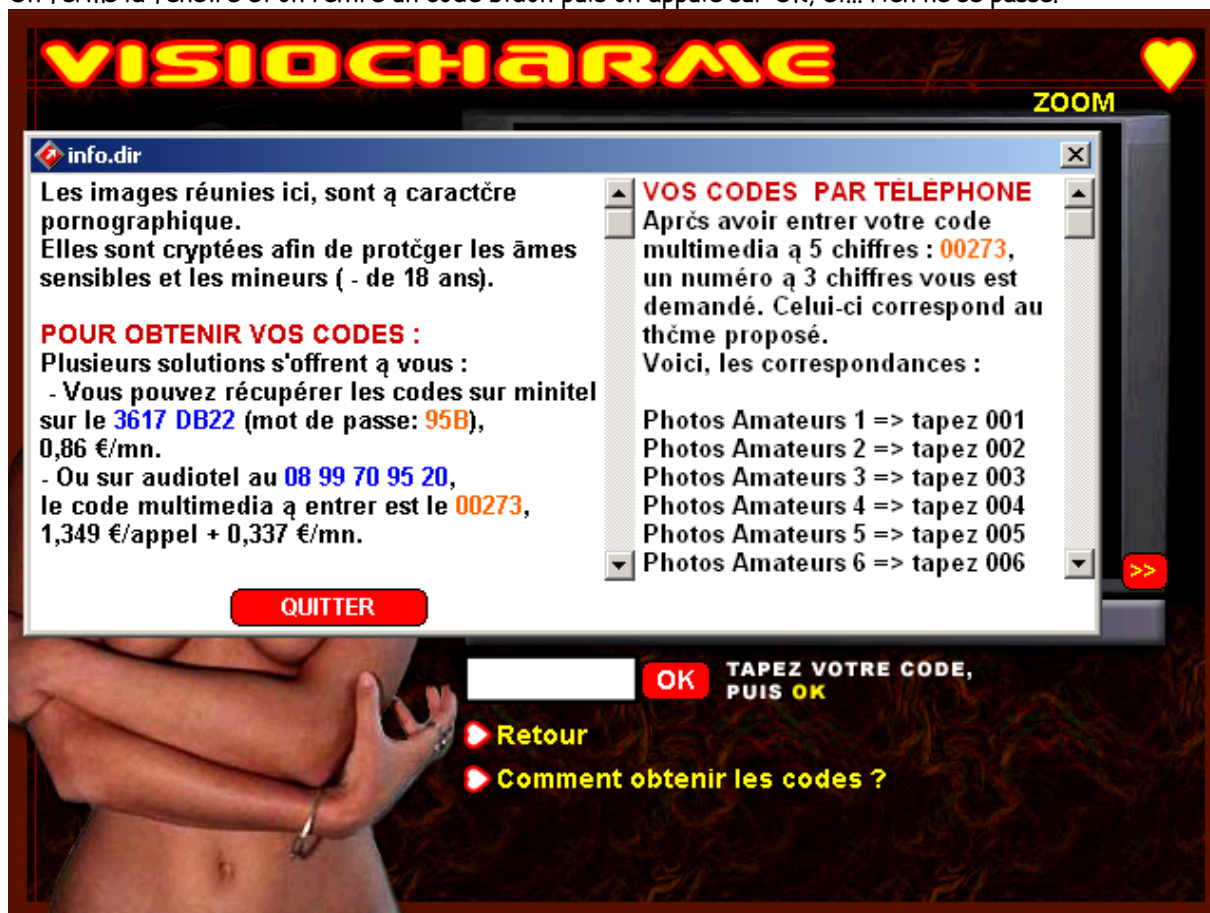 VISIOCHARME
ZOOM
info.dir
Les images réunies ici, sont ą caractčre
pornographique.
Elles sont cryptées afin de protčger les āmes
sensibles et les mineurs ( - de 18 ans).
POUR OBTENIR VOS CODES :
Plusieurs solutions s'offrent ą vous :
- Vous pouvez récupérer les codes sur minitel
sur le 3617 DB22 (mot de passe: 95B),
0,86 €/mn.
- Ou sur audiotel au 08 99 70 95 20,
le code multimedia ą entrer est le 00273,
1,349 €/appel + 0,337 €/mn.
QUITTER
VOS CODES PAR TÉLÉPHONE
Aprčs avoir entrer votre code
multimedia ą 5 chiffres : 00273,
un numéro ą 3 chiffres vous est
demandé. Celui-ci correspond au
thčme proposé.
Voici, les correspondances :
Photos Amateurs 1 => tapez 001
Photos Amateurs 2 => tapez 002
Photos Amateurs 3 => tapez 003
Photos Amateurs 4 => tapez 004
Photos Amateurs 5 => tapez 005
Photos Amateurs 6 => tapez 006
>>
OK
TAPEZ VOTRE CODE,
PUIS OK
Retour
Comment obtenir les codes ?